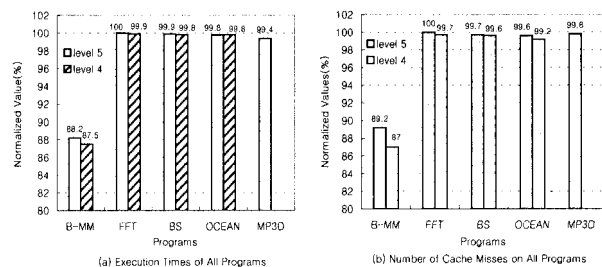 Normalized Value(%)
102
100
98
96
94
92
90
88
86
84
82
80
level 5
level 4
88.2
87.5
100
99.9
99.9
99.8
99.8
99.8
99.4
B-MM
FFT
BS
OCEAN
MP3D
Programs
(a) Execution Times of All Programs
Normalized Values(%)
102
100
98
96
94
92
90
88
86
84
82
80
level 5
level 4
89.2
87
100
99.7
99.7
99.6
99.6
99.2
99.8
B-MM
FFT
BS
OCEAN
MP3D
Programs
(b) Number of Cache Misses on All Programs